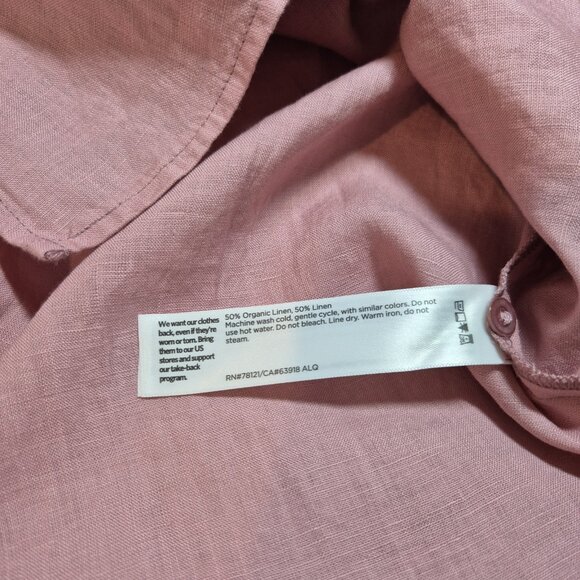 We want our clothes
back, even if they're
worn or torn. Bring
them to our US
stores and support
our take-back
program.
50% Organic Linen, 50% Linen
Machine wash cold, gentle cycle, with similar colors. Do not
use hot water. Do not bleach. Line dry. Warm iron, do not
steam.
RN#78121/CA#63918 ALQ